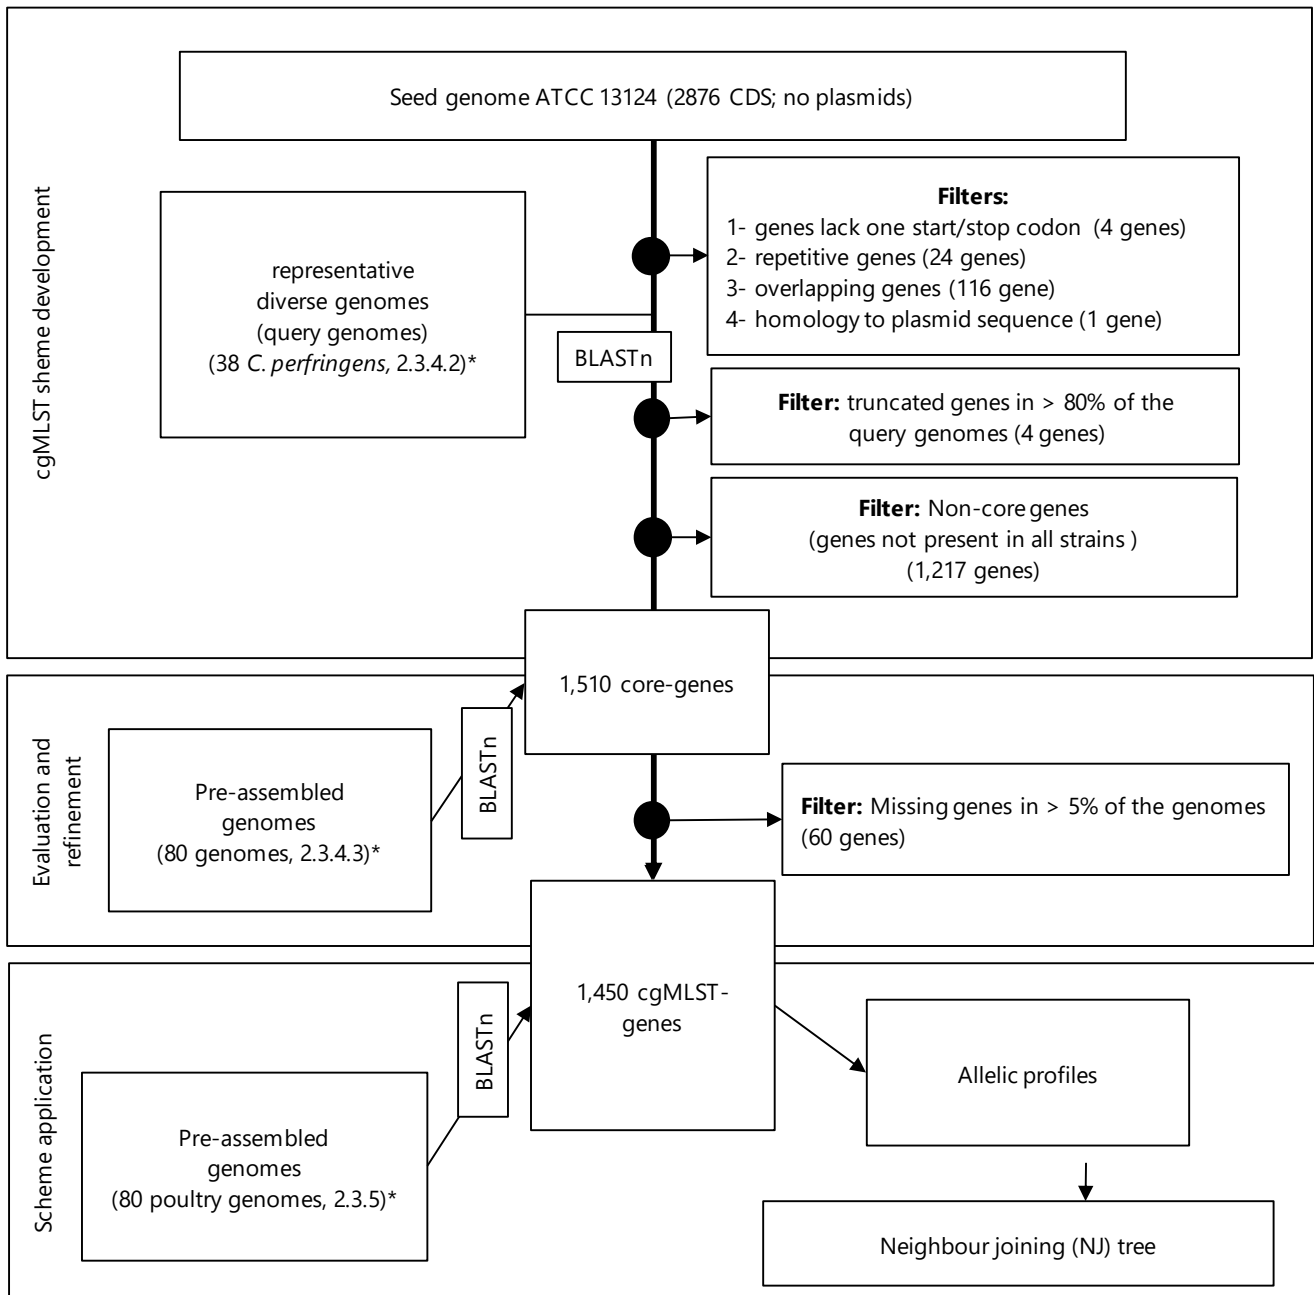 cgMLST sheme development
Seed genome ATCC 13124 (2876 CDS; no plasmids)
representative
diverse genomes
(query genomes)
(38 C. perfringens, 2.3.4.2)*
Filters:
1- genes lack one start/stop codon (4 genes)
2- repetitive genes (24 genes)
3- overlapping genes (116 gene)
4- homology to plasmid sequence (1 gene)
BLASTn
Filter: truncated genes in > 80% of the
query genomes (4 genes)
Filter: Non-core genes
(genes not present in all strains )
(1,217 genes)
1,510 core-genes
Evaluation and
refinement
Pre-assembled
genomes
(80 genomes, 2.3.4.3)*
BLASTn
Filter: Missing genes in > 5% of the genomes
(60 genes)
1,450 cgMLST-
genes
Scheme application
Pre-assembled
genomes
(80 poultry genomes, 2.3.5)*
BLASTn
Allelic profiles
Neighbour joining (NJ) tree